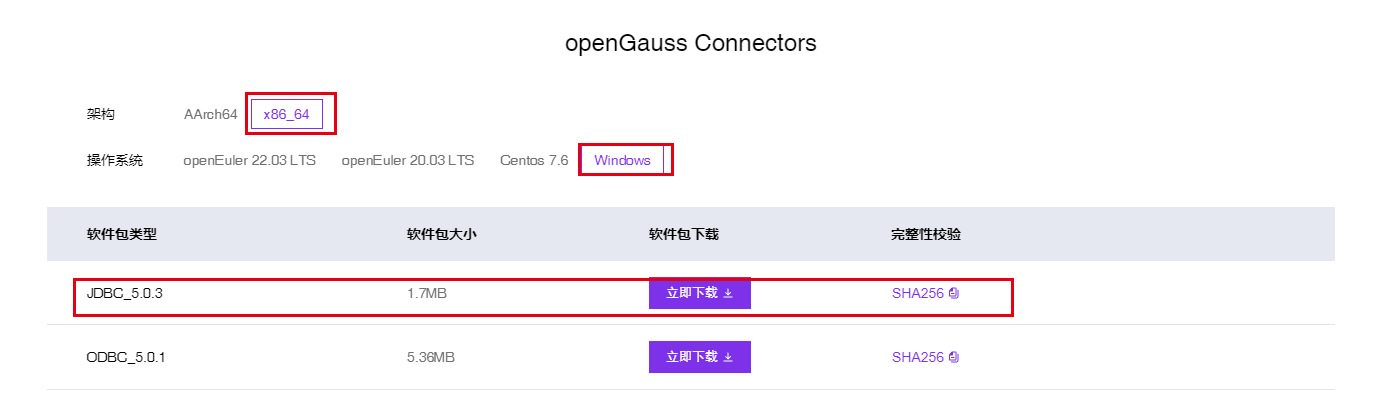 openGauss Connectors
架构 AArch64 x86_64
操作系统 openEuler 22.03 LTS openEuler 20.03 LTS Centos 7.6 Windows
软件包类型 软件包大小 软件包下载 完整性校验
JDBC_5.0.3 1.7MB 立即下载 SHA256
ODBC_5.0.1 5.36MB 立即下载 SHA256